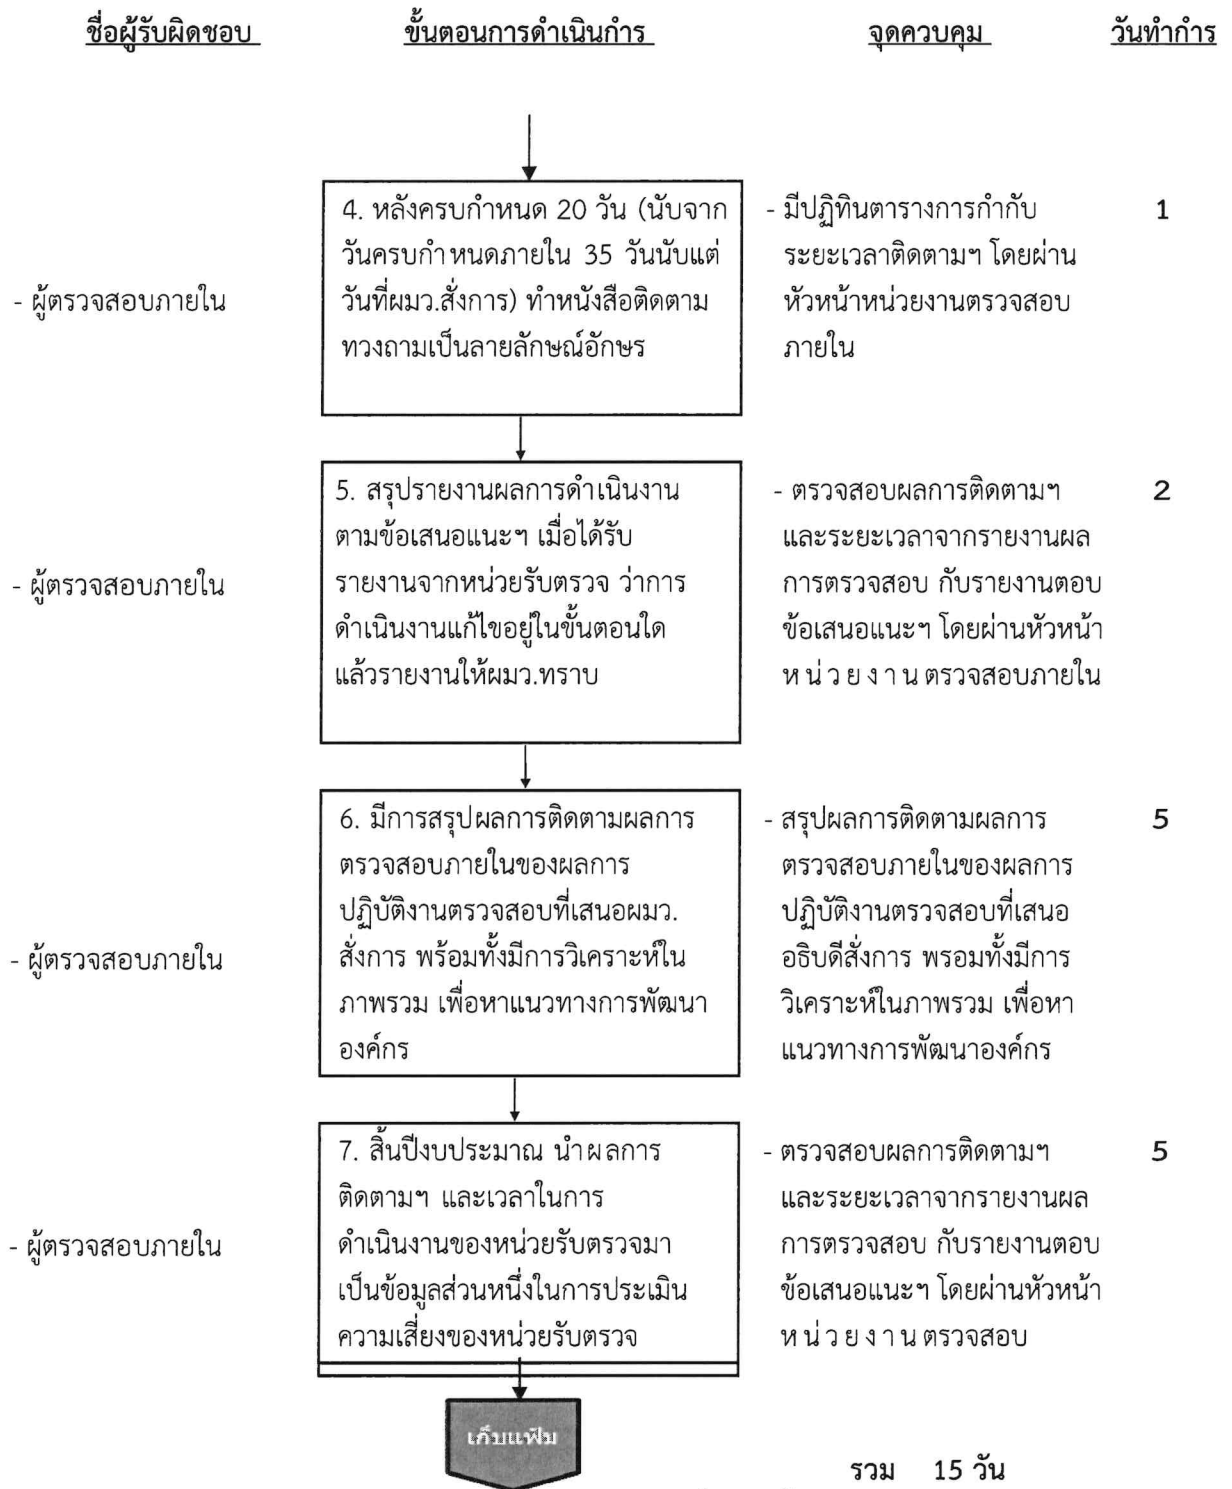 ชื่อผู้รับผิดชอบ ขั้นตอนการดำเนินกำร จุดควบคุม วันทำกำร
4. หลังครบกำหนด 20 วัน (นับจาก
วันครบกำหนดภายใน 35 วันนับแต่
วันที่ผมว.สั่งการ) ทำหนังสือติดตาม
ทวงถามเป็นลายลักษณ์อักษร
- ผู้ตรวจสอบภายใน
- มีปฏิทินตารางการกำกับ
ระยะเวลาติดตามฯ โดยผ่าน
หัวหน้าหน่วยงานตรวจสอบ
ภายใน
1
5. สรุปรายงานผลการดำเนินงาน
ตามข้อเสนอแนะฯ เมื่อได้รับ
รายงานจากหน่วยรับตรวจ ว่าการ
ดำเนินงานแก้ไขอยู่ในขั้นตอนใด
แล้วรายงานให้ผมว.ทราบ
- ผู้ตรวจสอบภายใน
- ตรวจสอบผลการติดตามฯ
และระยะเวลาจากรายงานผล
การตรวจสอบ กับรายงานตอบ
ข้อเสนอแนะฯ โดยผ่านหัวหน้า
ห น่ ว ย ง า น ตรวจสอบภายใน
2
6. มีการสรุปผลการติดตามผลการ
ตรวจสอบภายในของผลการ
ปฏิบัติงานตรวจสอบที่เสนอผมว.
สั่งการ พร้อมทั้งมีการวิเคราะห์ใน
ภาพรวม เพื่อหาแนวทางการพัฒนา
องค์กร
- ผู้ตรวจสอบภายใน
- สรุปผลการติดตามผลการ
ตรวจสอบภายในของผลการ
ปฏิบัติงานตรวจสอบที่เสนอ
อธิบดีสั่งการ พรอมทั้งมีการ
วิเคราะห์ในภาพรวม เพื่อหา
แนวทางการพัฒนาองค์กร
5
7. สิ้นปีงบประมาณ นำผลการ
ติดตามฯ และเวลาในการ
ดำเนินงานของหน่วยรับตรวจมา
เป็นข้อมูลส่วนหนึ่งในการประเมิน
ความเสี่ยงของหน่วยรับตรวจ
- ผู้ตรวจสอบภายใน
- ตรวจสอบผลการติดตามฯ
และระยะเวลาจากรายงานผล
การตรวจสอบ กับรายงานตอบ
ข้อเสนอแนะฯ โดยผ่านหัวหน้า
ห น่ ว ย ง า น ตรวจสอบ
5
เก็บแฟ้ม
รวม 15 วัน